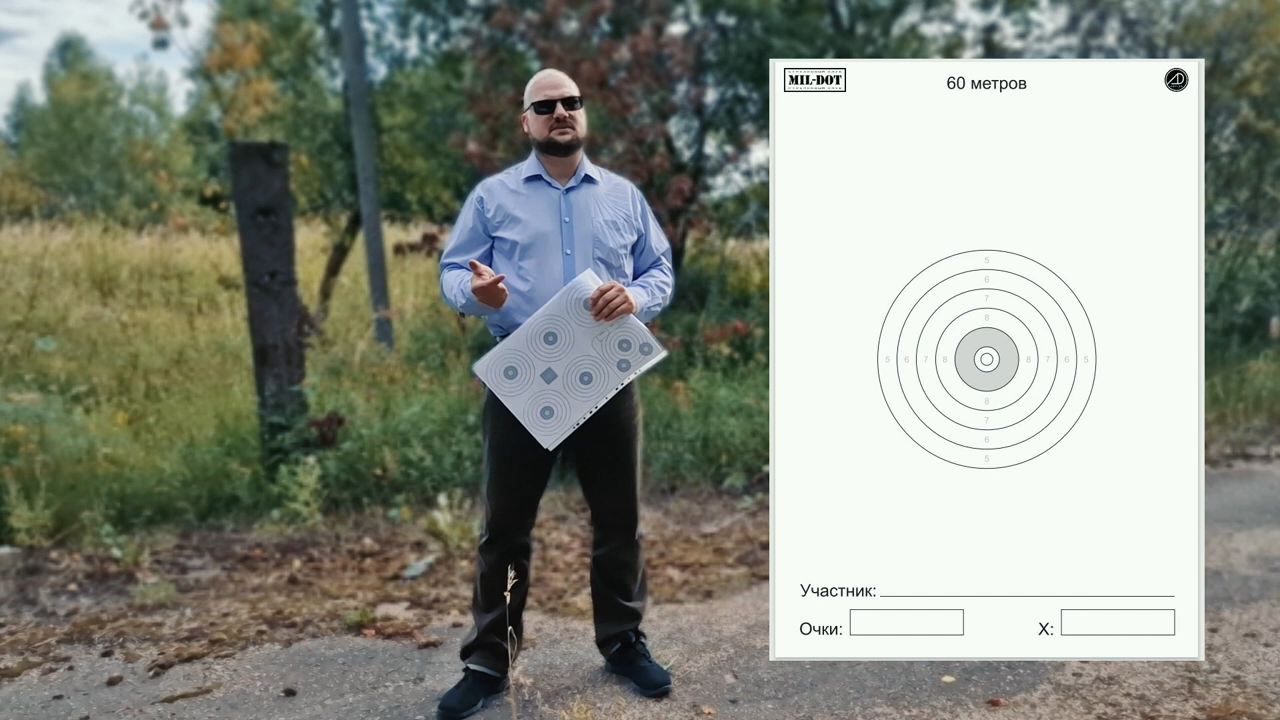 MIL-DOT
60 метров
5
6
7
8
5 6 7 8 8 7 6 5
8
7
6
5
Участник:
Очки:
X: